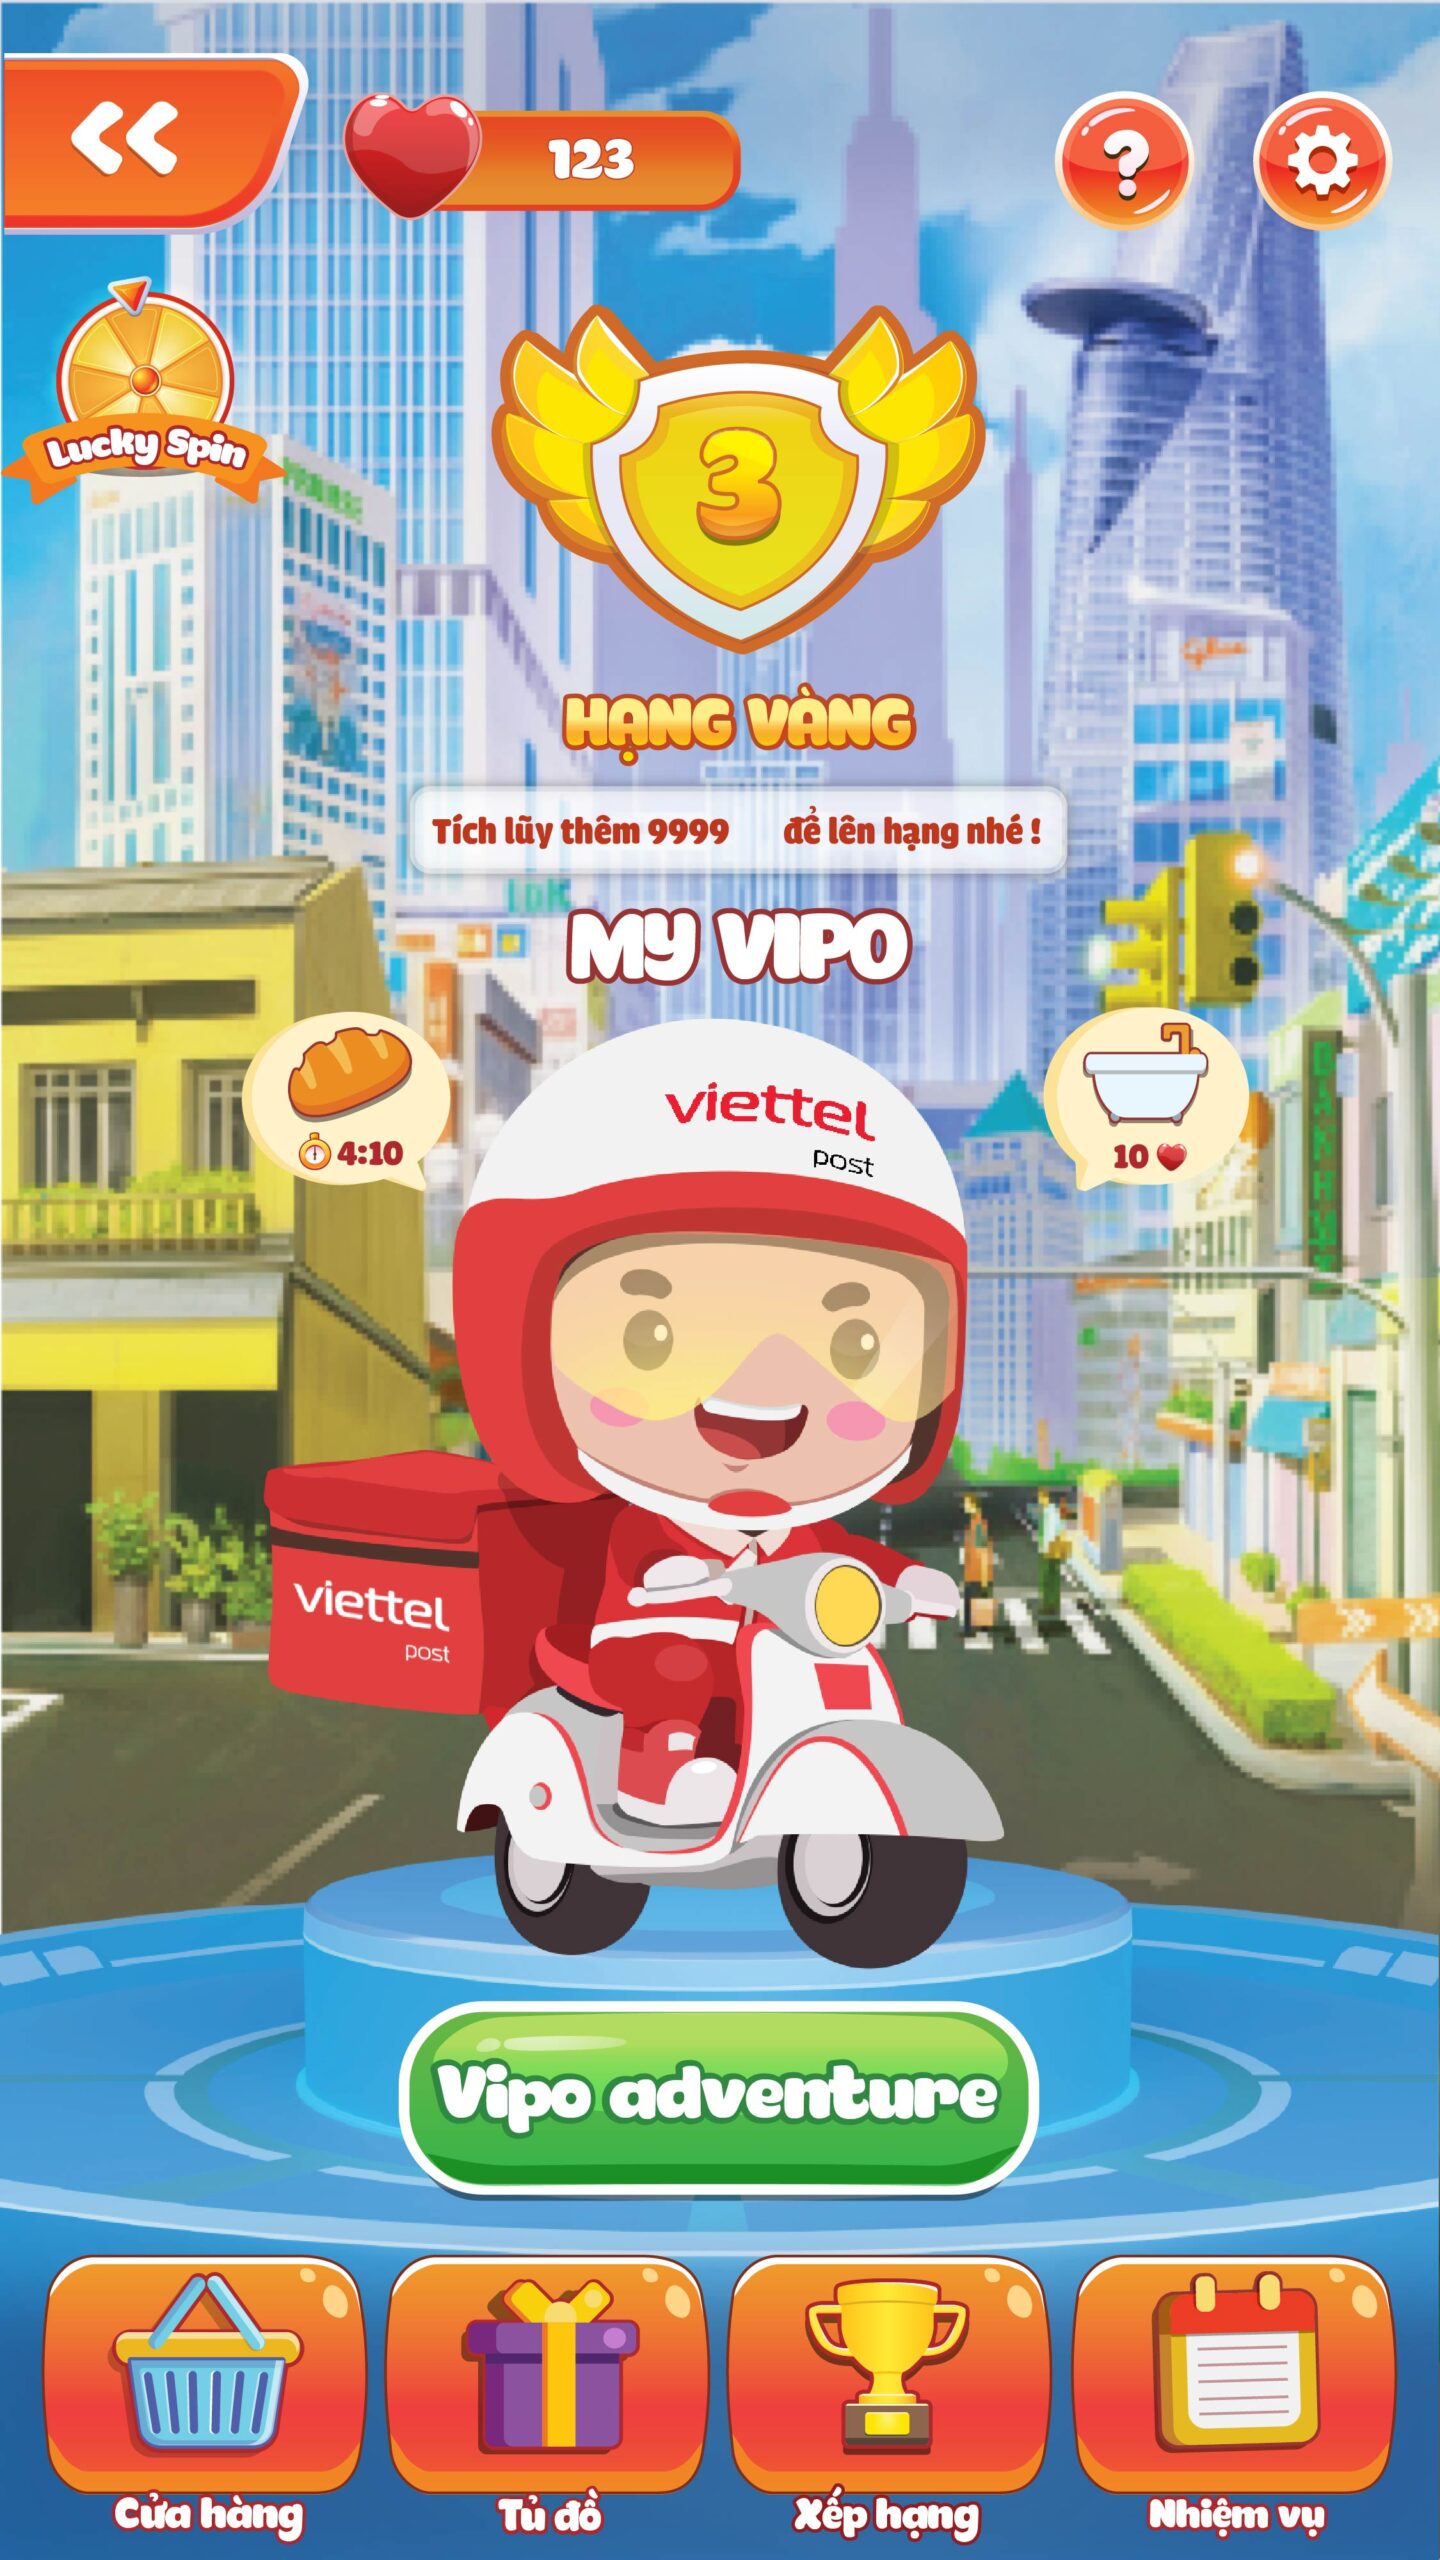 123
Lucky Spin
3
HẠNG VÀNG
Tích lũy thêm 9999 để lên hạng nhé !
MY VIPO
4:10
10
viettel
post
viettel
post
Vipo adventure
Cửa hàng
Tủ đồ
Xếp hạng
Nhiệm vụ